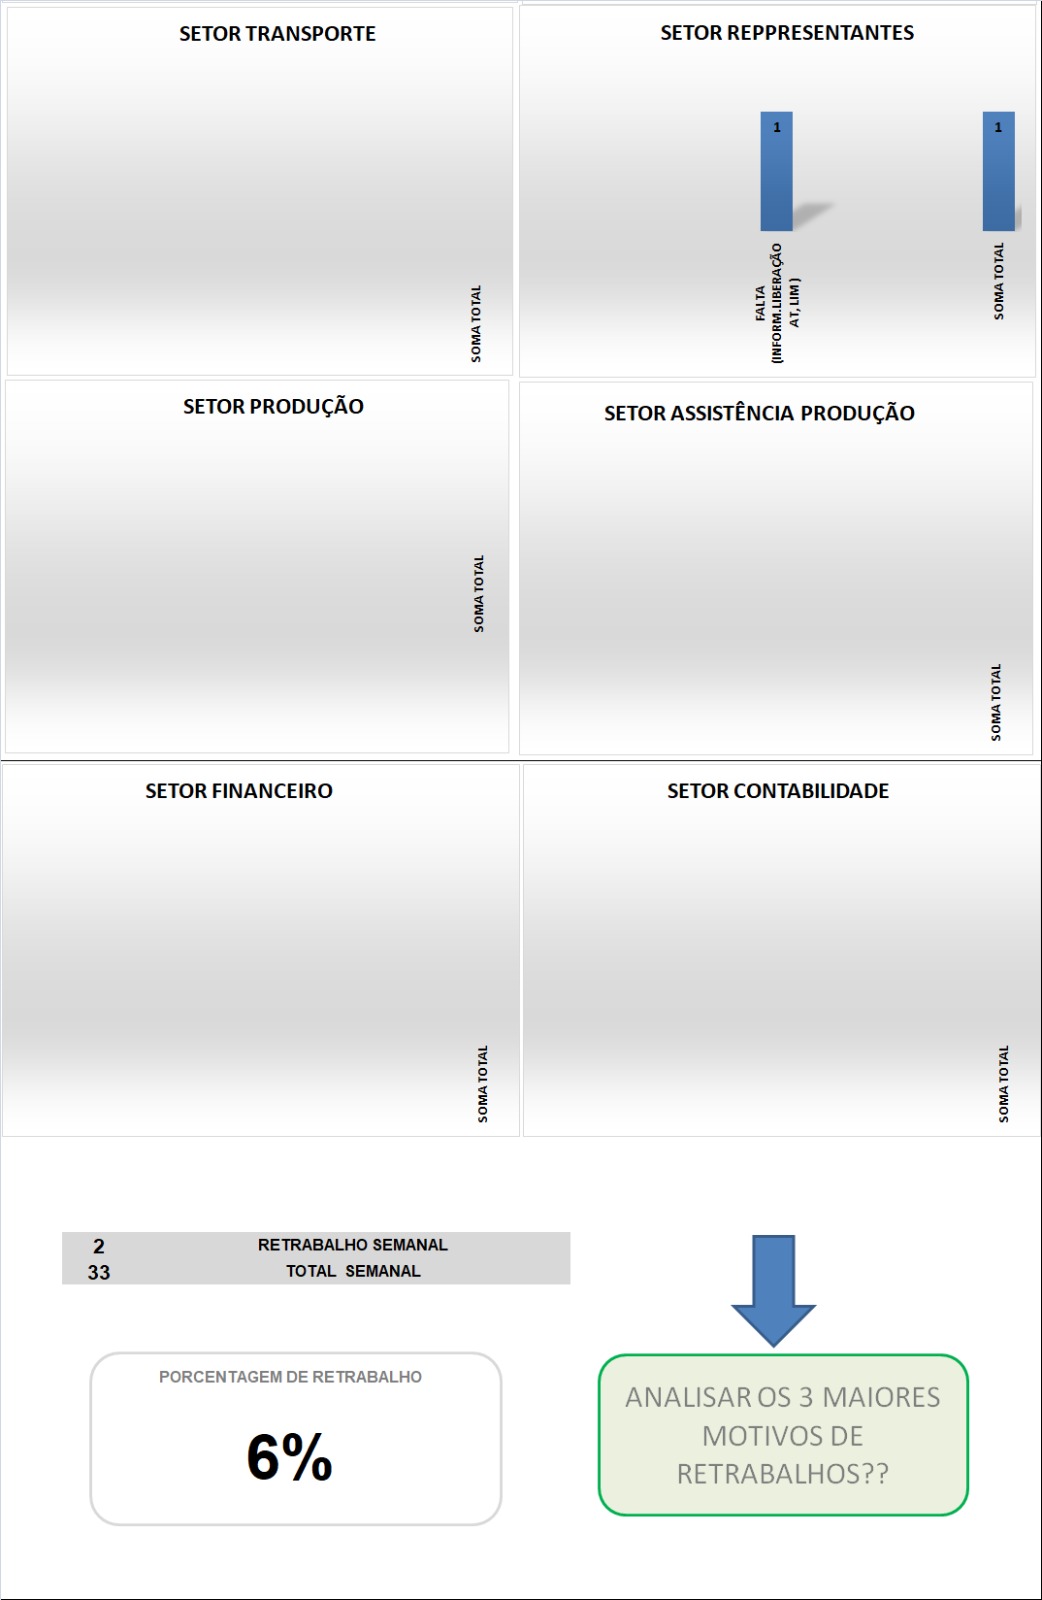 SETOR TRANSPORTE
SOMA TOTAL
SETOR REPPRESENTANTES
1
1
FALTA
(INFORM.LIBERAÇÃO
AT, LIM )
SOMA TOTAL
SETOR PRODUÇÃO
SOMA TOTAL
SETOR ASSISTÊNCIA PRODUÇÃO
SOMA TOTAL
SETOR FINANCEIRO
SOMA TOTAL
SETOR CONTABILIDADE
SOMA TOTAL
2 RETRABALHO SEMANAL
33 TOTAL SEMANAL
PORCENTAGEM DE RETRABALHO
6%
ANALISAR OS 3 MAIORES
MOTIVOS DE
RETRABALHOS??